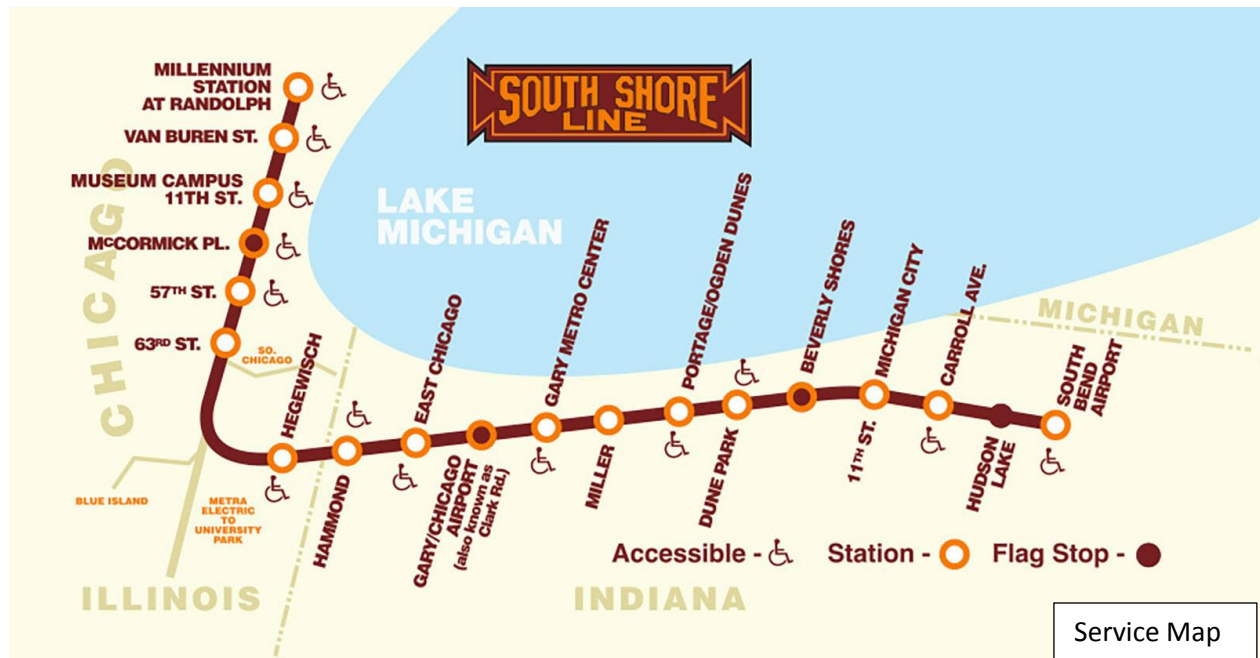 MILLENNIUM
STATION
AT RANDOLPH
VAN BUREN ST.
MUSEUM CAMPUS
11TH ST.
McCORMICK PL.
57TH ST.
63RD ST.
CHICAGO
SOUTH SHORE
LINE
LAKE
MICHIGAN
SO.
CHICAGO
HEGEWISCH
HAMMOND
EAST CHICAGO
GARY/CHICAGO
AIRPORT
(also known as
Clark Rd.)
GARY METRO CENTER
MILLER
PORTAGE/OGDEN DUNES
DUNE PARK
BEVERLY SHORES
MICHIGAN CITY
11TH ST.
CARROLL AVE.
HUDSON
LAKE
SOUTH
BEND
AIRPORT
MICHIGAN
BLUE ISLAND
METRA
ELECTRIC
TO
UNIVERSITY
PARK
ILLINOIS
INDIANA
Accessible -
Station -
Flag Stop -
Service Map